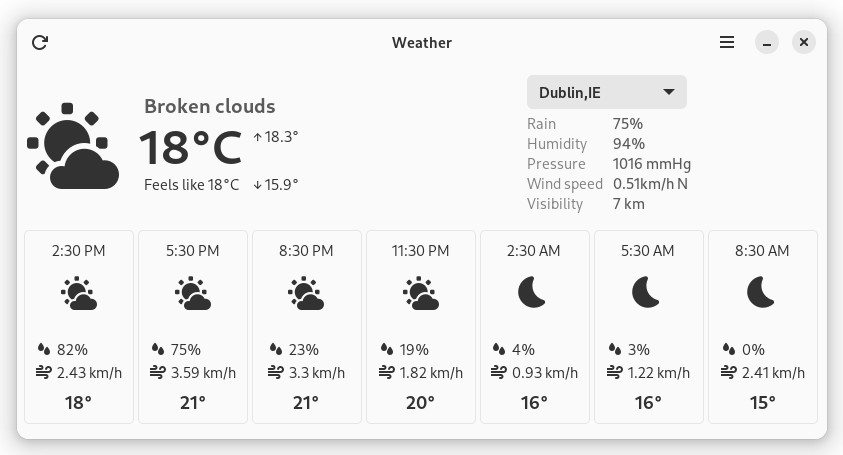 Weather
Broken clouds
18°C
↑ 18.3°
Feels like 18°C
↓ 15.9°
Dublin,IE
Rain 75%
Humidity 94%
Pressure 1016 mmHg
Wind speed 0.51km/h N
Visibility 7 km
2:30 PM 5:30 PM 8:30 PM 11:30 PM 2:30 AM 5:30 AM 8:30 AM
82% 75% 23% 19% 4% 3% 0%
2.43 km/h 3.59 km/h 3.3 km/h 1.82 km/h 0.93 km/h 1.22 km/h 2.41 km/h
18° 21° 21° 20° 16° 16° 15°